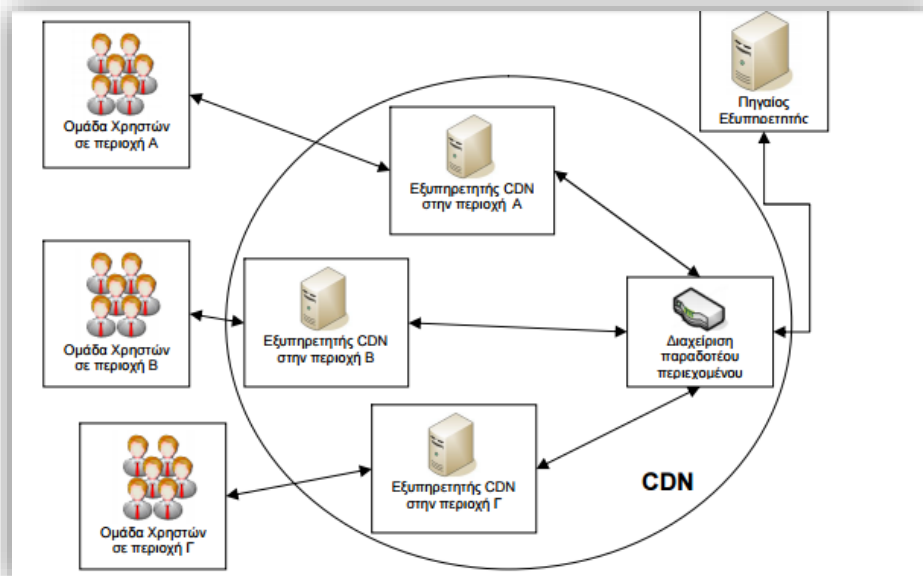 Ομάδα Χρηστών
σε περιοχή Α
Πηγαίος
Εξυπηρετητής
Εξυπηρετητής CDN
στην περιοχή Α
Ομάδα Χρηστών
σε περιοχή Β
Εξυπηρετητής CDN
στην περιοχή Β
Διαχείριση
παραδοτέου
περιεχομένου
Εξυπηρετητής CDN
στην περιοχή Γ
CDN
Ομάδα Χρηστών
σε περιοχή Γ